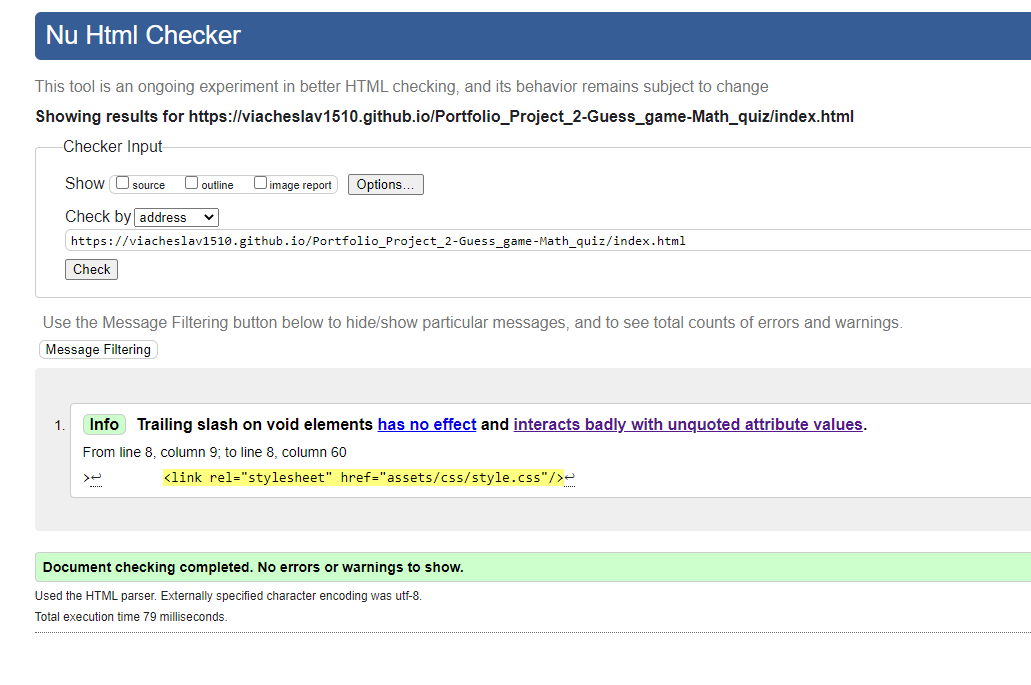 Nu Html Checker
This tool is an ongoing experiment in better HTML checking, and its behavior remains subject to change
Showing results for https://viacheslav1510.github.io/Portfolio_Project_2-Guess_game-Math_quiz/index.html
Checker Input
Show source outline image report Options...
Check by address
https://viacheslav1510.github.io/Portfolio_Project_2-Guess_game-Math_quiz/index.html
Check
Use the Message Filtering button below to hide/show particular messages, and to see total counts of errors and warnings.
Message Filtering
1. Info Trailing slash on void elements has no effect and interacts badly with unquoted attribute values.
From line 8, column 9; to line 8, column 60
>↩ <link rel="stylesheet" href="assets/css/style.css"/>↩
Document checking completed. No errors or warnings to show.
Used the HTML parser. Externally specified character encoding was utf-8.
Total execution time 79 milliseconds.